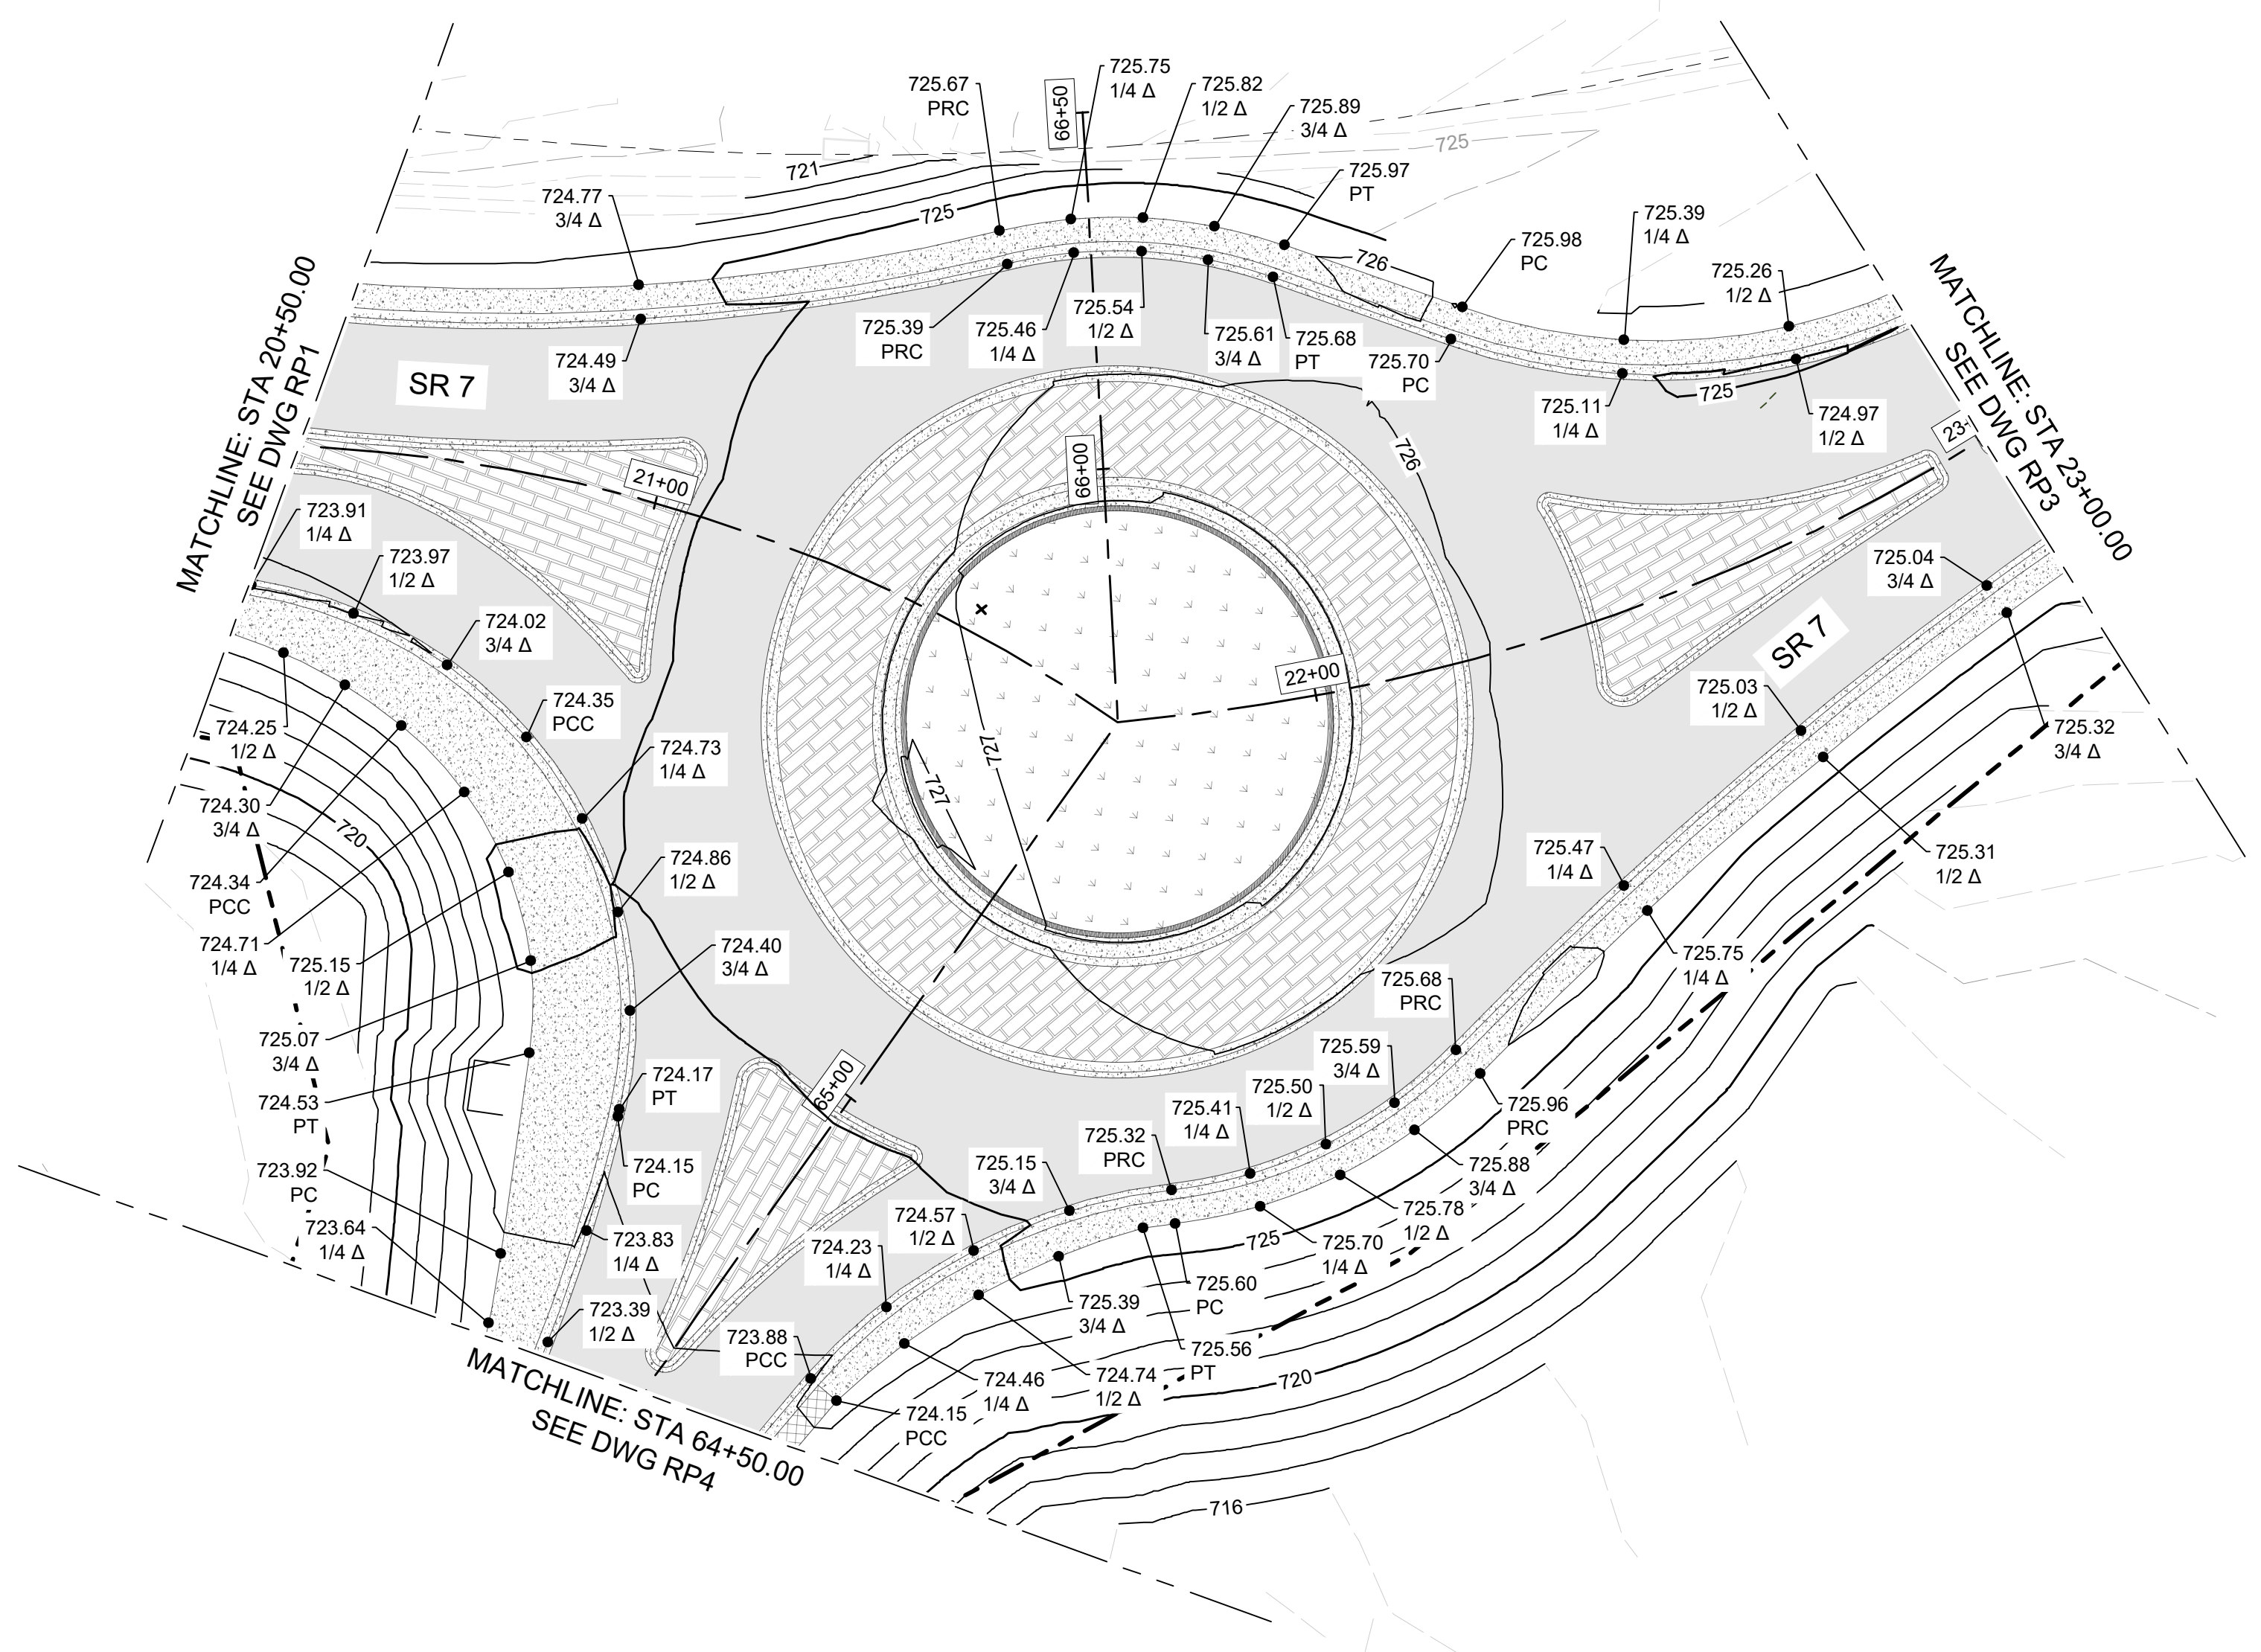 725.67
PRC
66+50
725.75
1/4 Δ
725.82
1/2 Δ
725.89
3/4 Δ
725
721
725.97
PT
724.77
3/4 Δ
725
725.39
1/4 Δ
725.98
PC
726
725.26
1/2 Δ
MATCHLINE: STA 20+50.00
SEE DWG RP1
MATCHLINE: STA 23+00.00
SEE DWG RP3
725.39
PRC
725.46
1/4 Δ
725.54
1/2 Δ
725.61
3/4 Δ
725.68
PT
725.70
PC
724.49
3/4 Δ
SR 7
725
725.11
1/4 Δ
724.97
1/2 Δ
23+
726
66+00
21+00
723.91
1/4 Δ
723.97
1/2 Δ
725.04
3/4 Δ
724.02
3/4 Δ
SR 7
22+00
724.35
PCC
725.03
1/2 Δ
724.25
1/2 Δ
725.32
3/4 Δ
727
724.73
1/4 Δ
727
724.30
3/4 Δ
720
724.86
1/2 Δ
725.47
1/4 Δ
725.31
1/2 Δ
724.34
PCC
724.71
1/4 Δ
724.40
3/4 Δ
725.15
1/2 Δ
725.75
1/4 Δ
725.68
PRC
725.07
3/4 Δ
725.59
3/4 Δ
65+00
724.17
PT
725.50
1/2 Δ
724.53
PT
725.41
1/4 Δ
725.96
PRC
725.32
PRC
723.92
PC
724.15
PC
725.15
3/4 Δ
725.88
3/4 Δ
723.64
1/4 Δ
723.83
1/4 Δ
724.57
1/2 Δ
724.23
1/4 Δ
725.78
1/2 Δ
725
725.70
1/4 Δ
725.60
PC
723.39
1/2 Δ
725.39
3/4 Δ
723.88
PCC
725.56
PT
724.46
1/4 Δ
724.74
1/2 Δ
720
724.15
PCC
MATCHLINE: STA 64+50.00
SEE DWG RP4
716